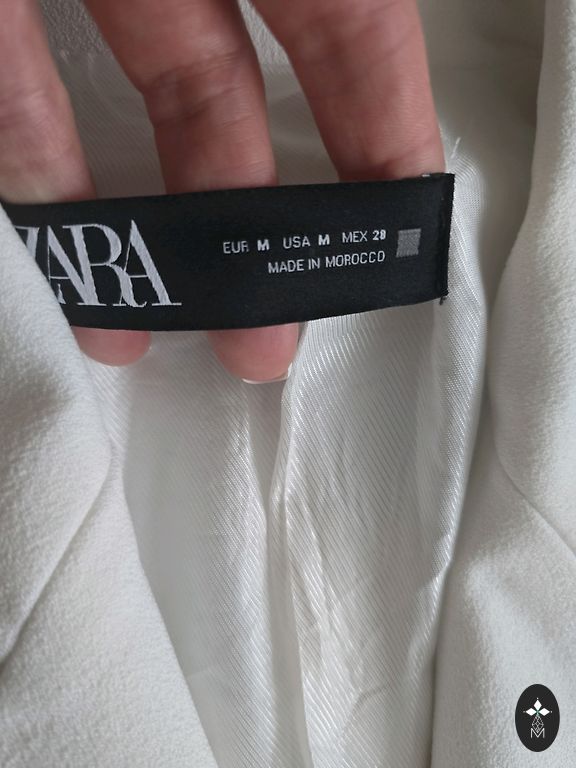 ZARA
EUR M USA M MEX 28
MADE IN MOROCCO
M